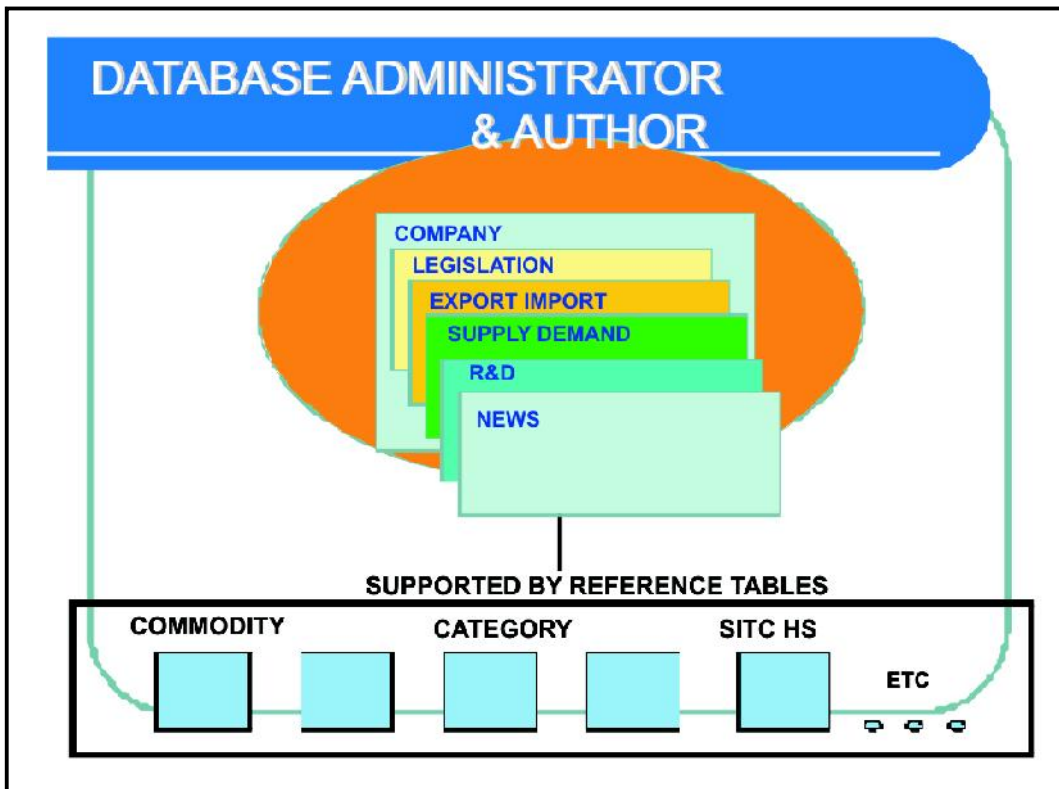 DATABASE ADMINISTRATOR
& AUTHOR
COMPANY
LEGISLATION
EXPORT IMPORT
SUPPLY DEMAND
R&D
NEWS
SUPPORTED BY REFERENCE TABLES
COMMODITY
CATEGORY
SITC HS
ETC